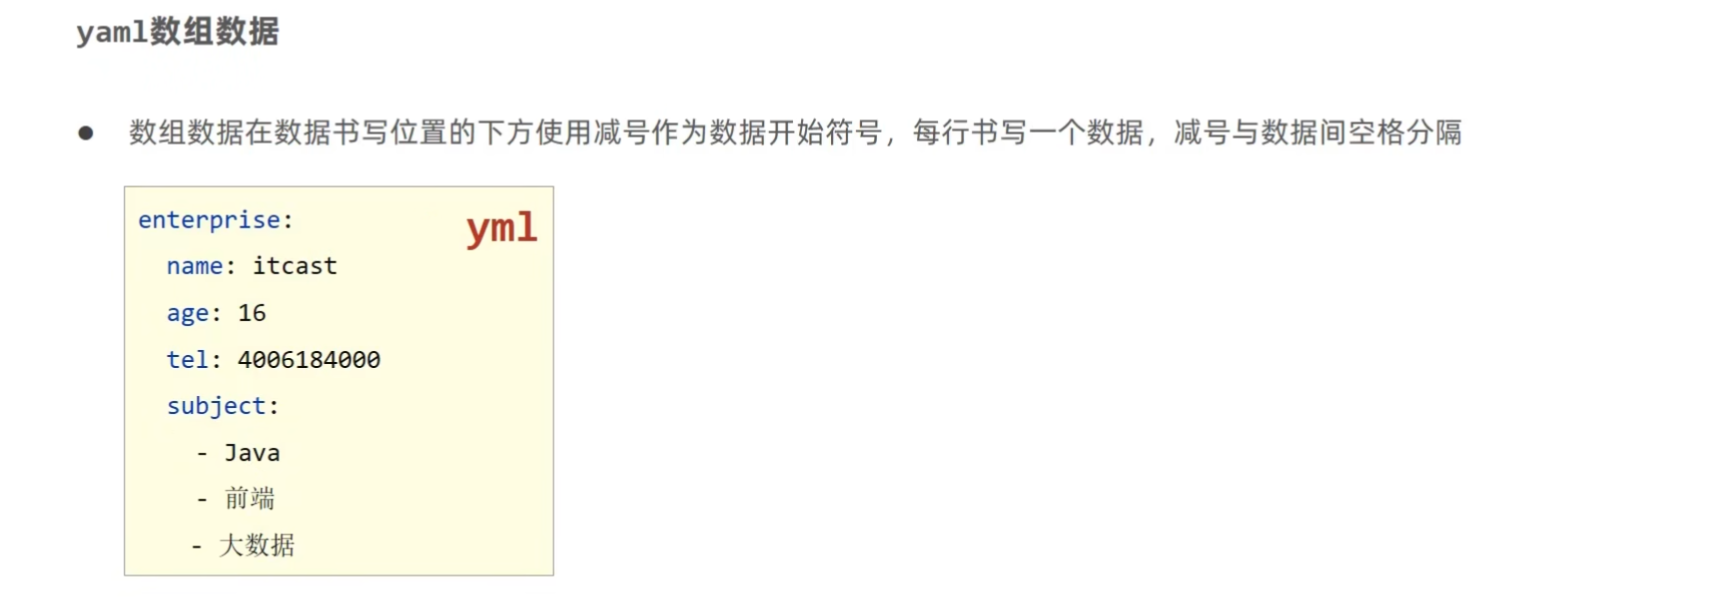 yaml数组数据
● 数组数据在数据书写位置的下方使用减号作为数据开始符号，每行书写一个数据，减号与数据间空格分隔
enterprise:
yml
name: itcast
age: 16
tel: 4006184000
subject:
- Java
- 前端
- 大数据